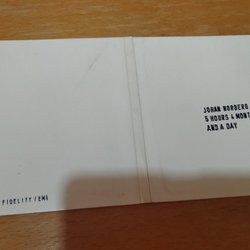 JOHAN NORBERG
5 HOURS 4 MONT
AND A DAY
FIDELITY/EMI